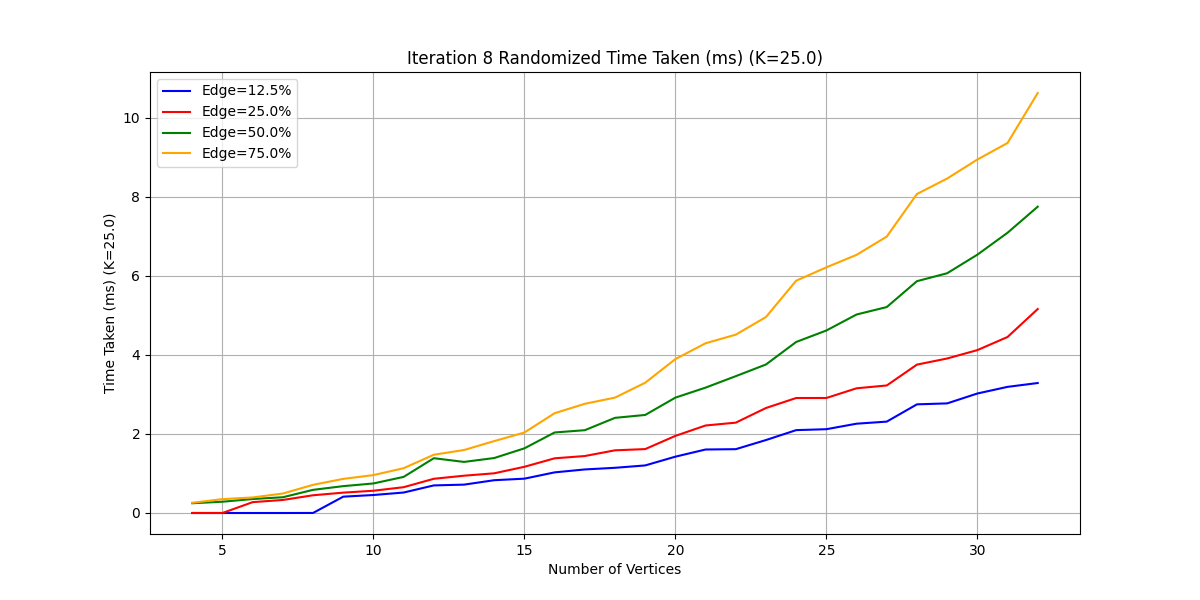 Iteration 8 Randomized Time Taken (ms) (K=25.0)
Edge=12.5%
Edge=25.0%
Edge=50.0%
Edge=75.0%
Time Taken (ms) (K=25.0)
10
8
6
4
2
0
5
10
15
20
25
30
Number of Vertices